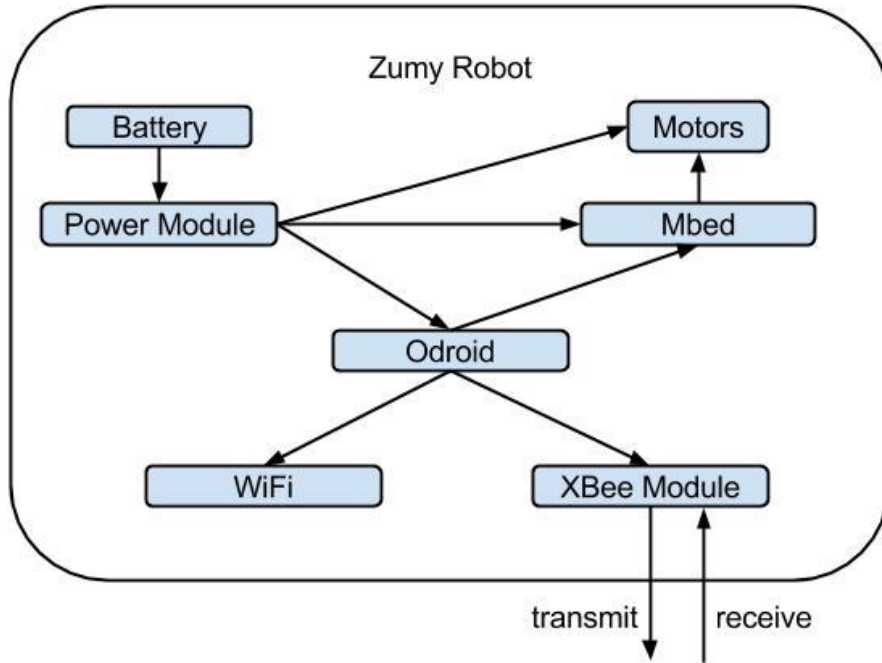 Zumy Robot
Battery
Motors
Power Module
Mbed
Odroid
WiFi
XBee Module
transmit
receive